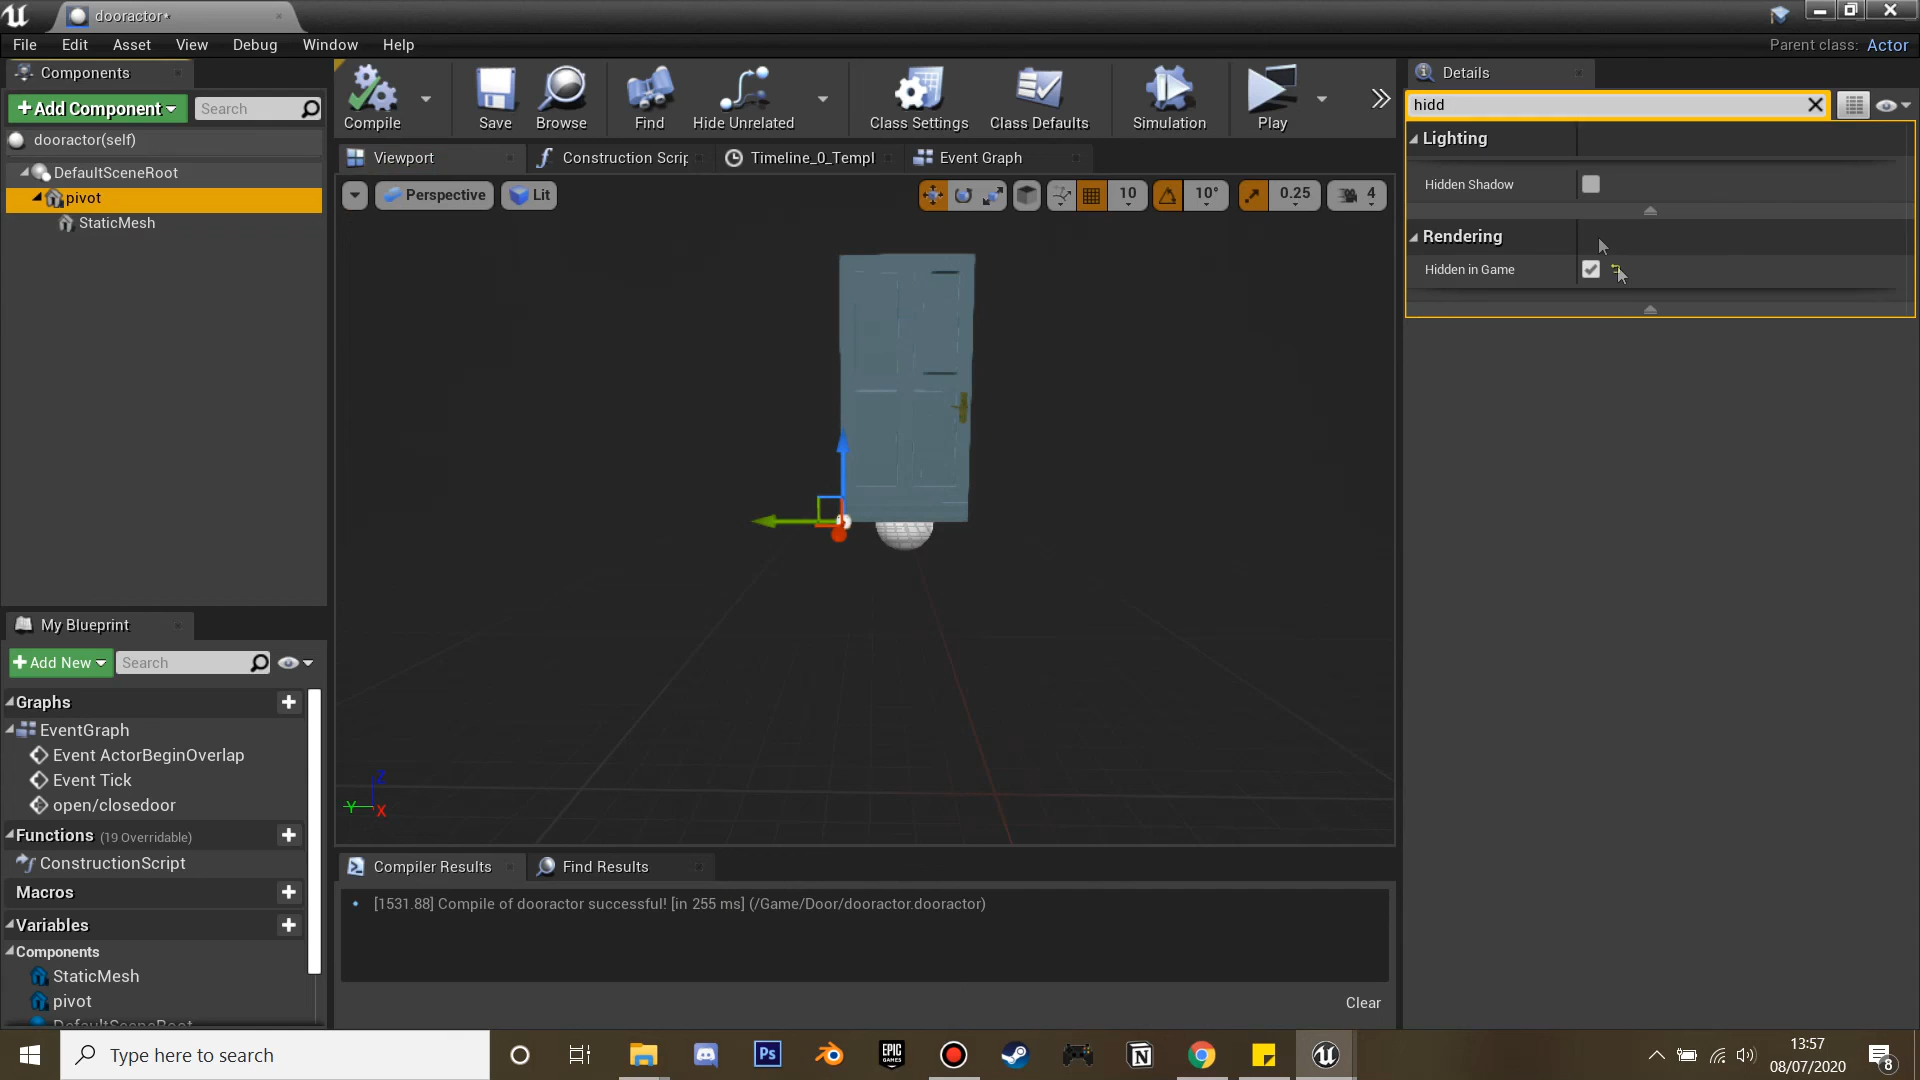 dooractor*
File Edit Asset View Debug Window Help
Parent class: Actor
Components
+Add Component
Search
dooractor(self)
DefaultSceneRoot
pivot
StaticMesh
Compile
Save
Browse
Find
Hide Unrelated
Class Settings
Class Defaults
Simulation
Play
Viewport
Construction Scrip
Timeline_0_Templ
Event Graph
Perspective
Lit
10
10°
0.25
4
Z
Y
X
Details
hidd
Lighting
Hidden Shadow
Rendering
Hidden in Game
My Blueprint
+Add New
Search
Graphs
EventGraph
Event ActorBeginOverlap
Event Tick
open/closedoor
Functions (19 Overridable)
ConstructionScript
Macros
Variables
Components
StaticMesh
pivot
DefaultSceneRoot
Compiler Results
Find Results
[1531.88] Compile of dooractor successful! [in 255 ms] (/Game/Door/dooractor.dooractor)
Clear
Type here to search
Ps
EPIC
GAMES
13:57
08/07/2020
8